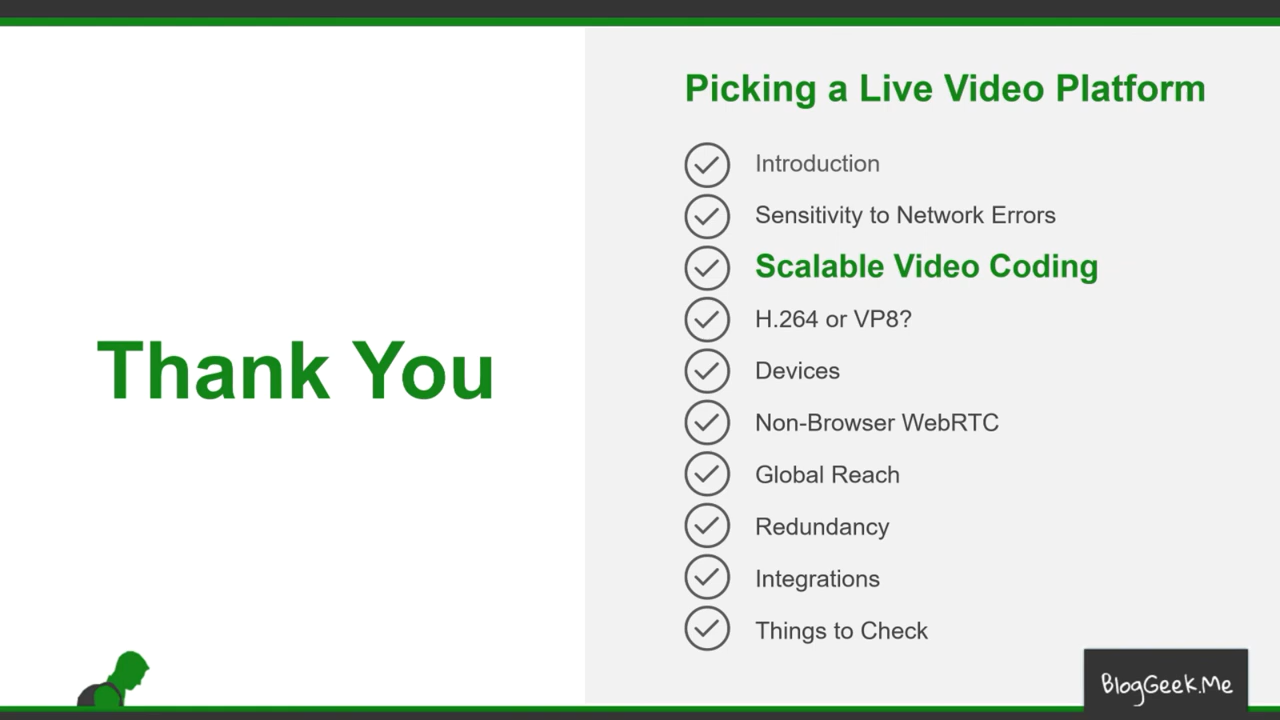 Thank You
Picking a Live Video Platform
Introduction
Sensitivity to Network Errors
Scalable Video Coding
H.264 or VP8?
Devices
Non-Browser WebRTC
Global Reach
Redundancy
Integrations
Things to Check
BlogGeek.Me